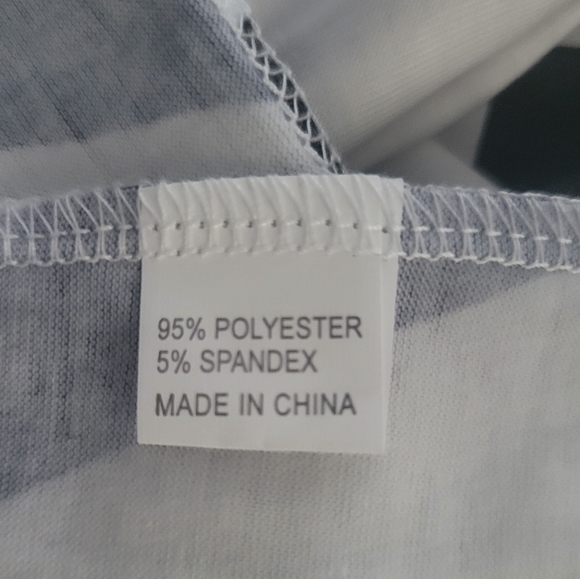 95% POLYESTER
5% SPANDEX
MADE IN CHINA